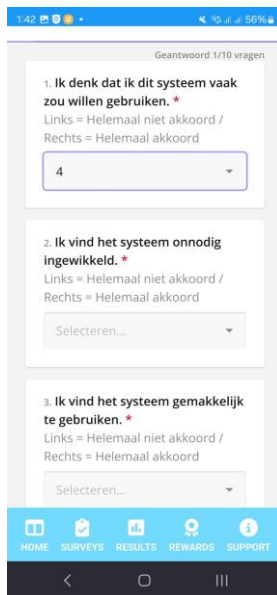 1:42
56%
Geantwoord 1/10 vragen
1. Ik denk dat ik dit systeem vaak
zou willen gebruiken. *
Links = Helemaal niet akkoord /
Rechts = Helemaal akkoord
4
2. Ik vind het systeem onnodig
ingewikkeld. *
Links = Helemaal niet akkoord /
Rechts = Helemaal akkoord
Selecteren...
3. Ik vind het systeem gemakkelijk
te gebruiken. *
Links = Helemaal niet akkoord /
Rechts = Helemaal akkoord
Selecteren...
HOME SURVEYS RESULTS REWARDS SUPPORT